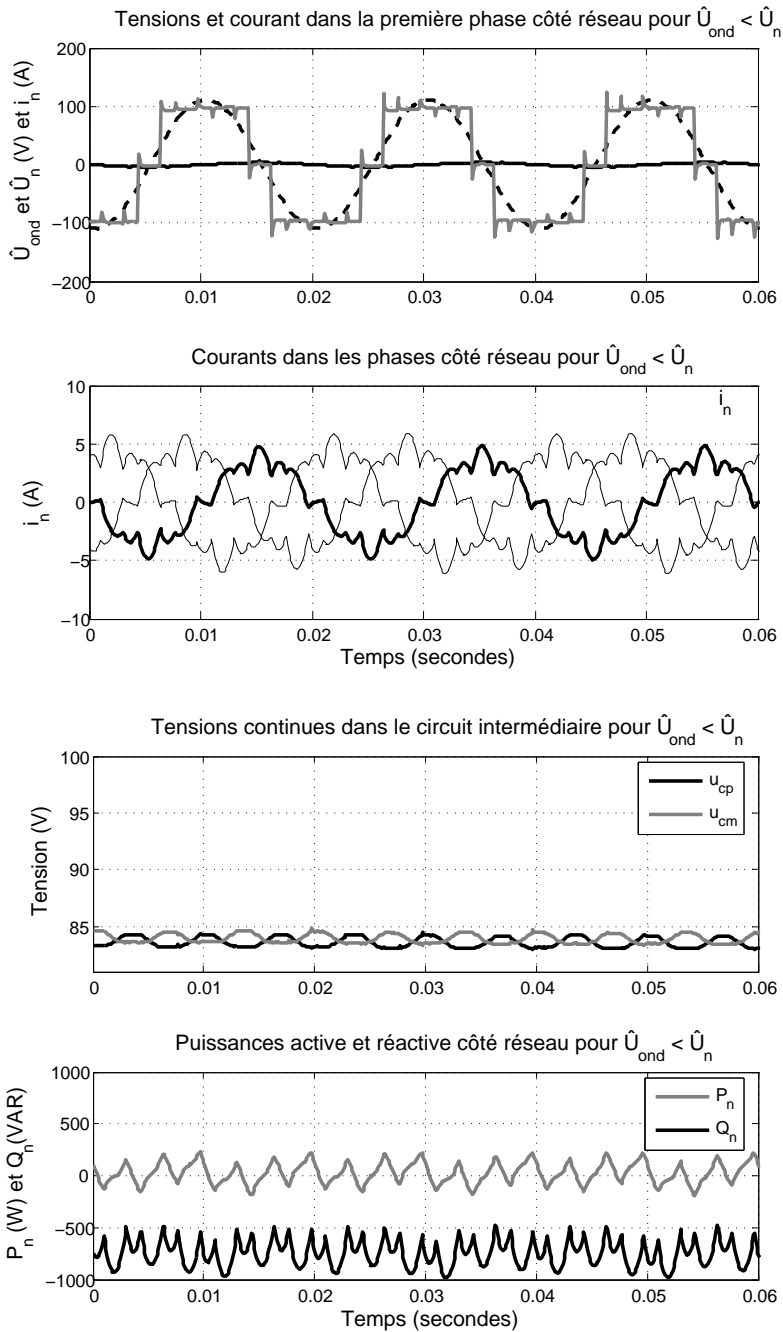 Tensions et courant dans la première phase côté réseau pour Û_ond < Û_n
Û_ond et Û_n (V) et i_n (A)
200
100
0
−100
−200
0 0.01 0.02 0.03 0.04 0.05 0.06
Courants dans les phases côté réseau pour Û_ond < Û_n
i_n (A)
10
5
0
−5
−10
i_n
0 0.01 0.02 0.03 0.04 0.05 0.06
Temps (secondes)
Tensions continues dans le circuit intermédiaire pour Û_ond < Û_n
Tension (V)
100
95
90
85
u_cp
u_cm
0 0.01 0.02 0.03 0.04 0.05 0.06
Puissances active et réactive côté réseau pour Û_ond < Û_n
P_n (W) et Q_n(VAR)
1000
500
0
−500
−1000
P_n
Q_n
0 0.01 0.02 0.03 0.04 0.05 0.06
Temps (secondes)